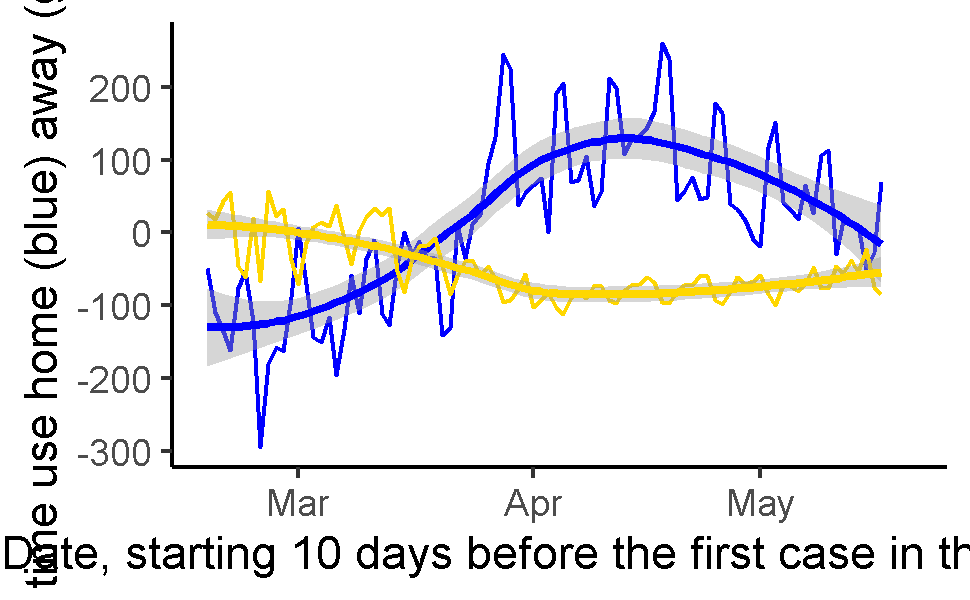 time use home (blue) away (
200
100
0
-100
-200
-300
Mar Apr May
Date, starting 10 days before the first case in th